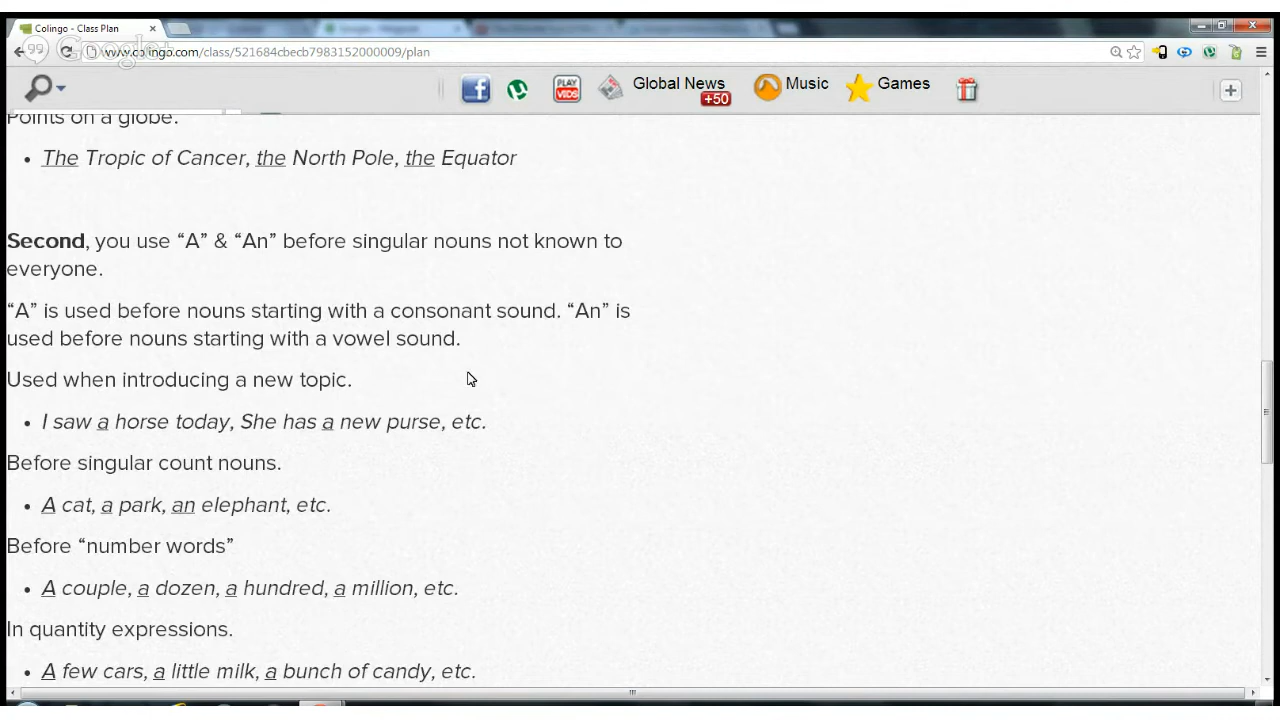 Colingo - Class Plan
Google+
www.colingo.com/class/521684cbecb7983152000009/plan
PLAY VIDS
Global News
+50
Music
Games
Points on a globe.
• The Tropic of Cancer, the North Pole, the Equator
Second, you use “A” & “An” before singular nouns not known to
everyone.
“A” is used before nouns starting with a consonant sound. “An” is
used before nouns starting with a vowel sound.
Used when introducing a new topic.
• I saw a horse today, She has a new purse, etc.
Before singular count nouns.
• A cat, a park, an elephant, etc.
Before “number words”
• A couple, a dozen, a hundred, a million, etc.
In quantity expressions.
• A few cars, a little milk, a bunch of candy, etc.